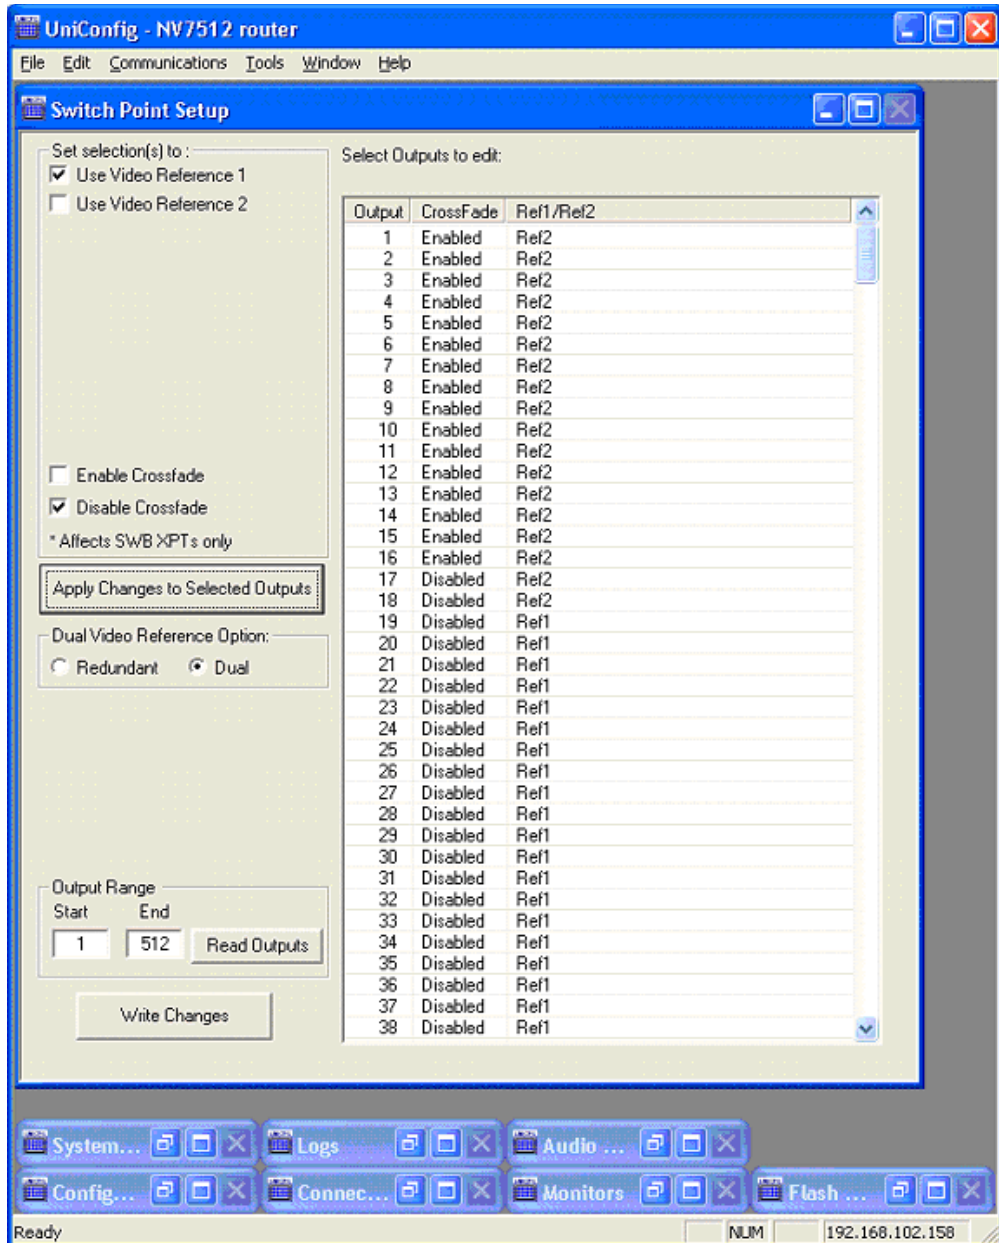 UniConfig - NV7512 router
File Edit Communications Tools Window Help
Switch Point Setup
Set selection(s) to :
Use Video Reference 1
Use Video Reference 2
Enable Crossfade
Disable Crossfade
* Affects SWB XPTs only
Apply Changes to Selected Outputs
Dual Video Reference Option:
Redundant Dual
Output Range
Start End
1 512 Read Outputs
Write Changes
Select Outputs to edit:
Output CrossFade Ref1/Ref2
1 Enabled Ref2
2 Enabled Ref2
3 Enabled Ref2
4 Enabled Ref2
5 Enabled Ref2
6 Enabled Ref2
7 Enabled Ref2
8 Enabled Ref2
9 Enabled Ref2
10 Enabled Ref2
11 Enabled Ref2
12 Enabled Ref2
13 Enabled Ref2
14 Enabled Ref2
15 Enabled Ref2
16 Enabled Ref2
17 Disabled Ref2
18 Disabled Ref2
19 Disabled Ref1
20 Disabled Ref1
21 Disabled Ref1
22 Disabled Ref1
23 Disabled Ref1
24 Disabled Ref1
25 Disabled Ref1
26 Disabled Ref1
27 Disabled Ref1
28 Disabled Ref1
29 Disabled Ref1
30 Disabled Ref1
31 Disabled Ref1
32 Disabled Ref1
33 Disabled Ref1
34 Disabled Ref1
35 Disabled Ref1
36 Disabled Ref1
37 Disabled Ref1
38 Disabled Ref1
System... Logs Audio ...
Config... Connec... Monitors Flash ...
Ready NUM 192.168.102.158